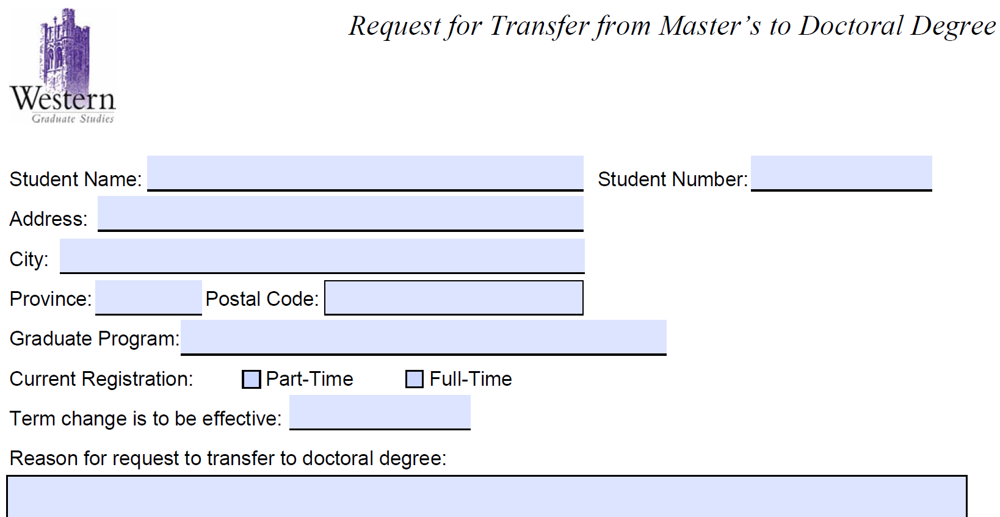 Request for Transfer from Master’s to Doctoral Degree
Western
Graduate Studies
Student Name: Student Number:
Address:
City:
Province: Postal Code:
Graduate Program:
Current Registration: Part-Time Full-Time
Term change is to be effective:
Reason for request to transfer to doctoral degree: